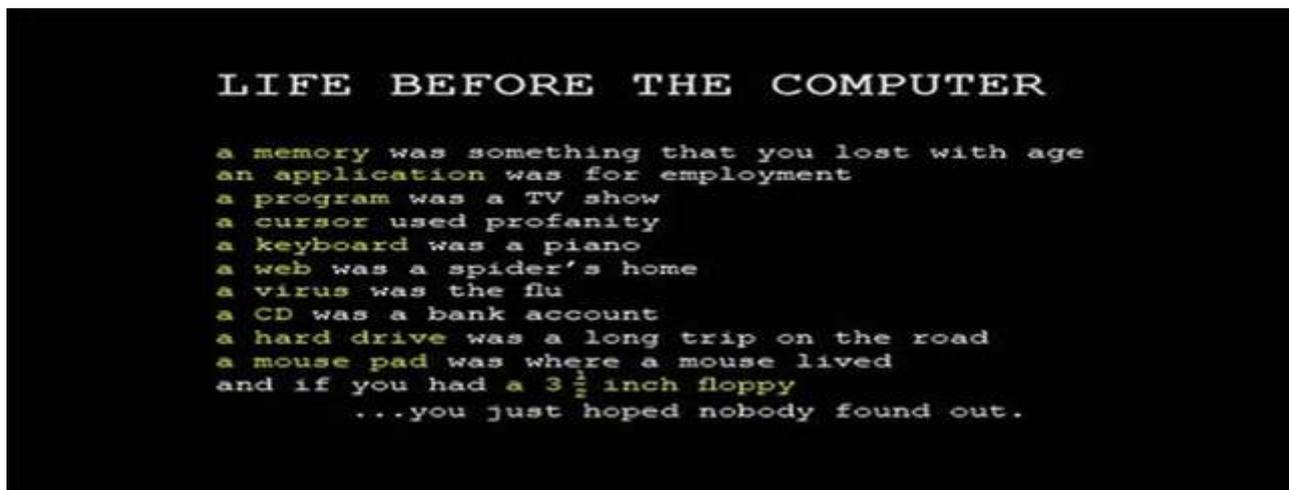 LIFE BEFORE THE COMPUTER
a memory was something that you lost with age
an application was for employment
a program was a TV show
a cursor used profanity
a keyboard was a piano
a web was a spider's home
a virus was the flu
a CD was a bank account
a hard drive was a long trip on the road
a mouse pad was where a mouse lived
and if you had a 3½ inch floppy
...you just hoped nobody found out.